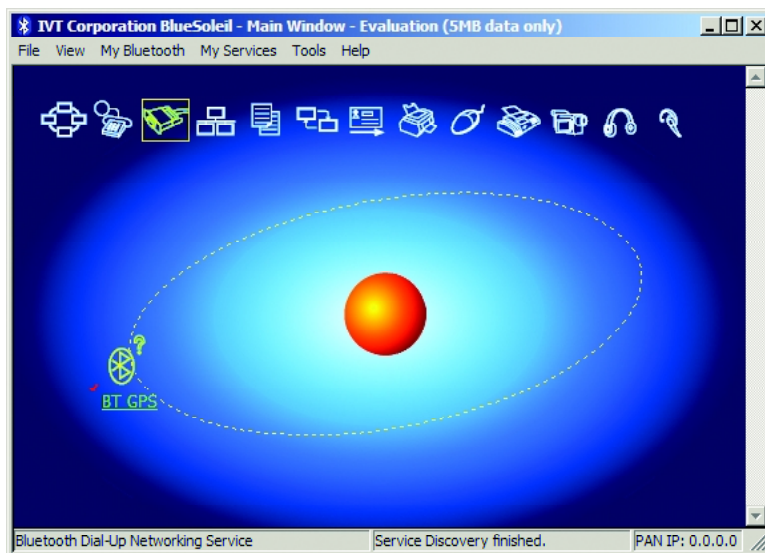 IVT Corporation BlueSoleil - Main Window - Evaluation (5MB data only)
File View My Bluetooth My Services Tools Help
BT GPS
Bluetooth Dial-Up Networking Service Service Discovery finished. PAN IP: 0.0.0.0